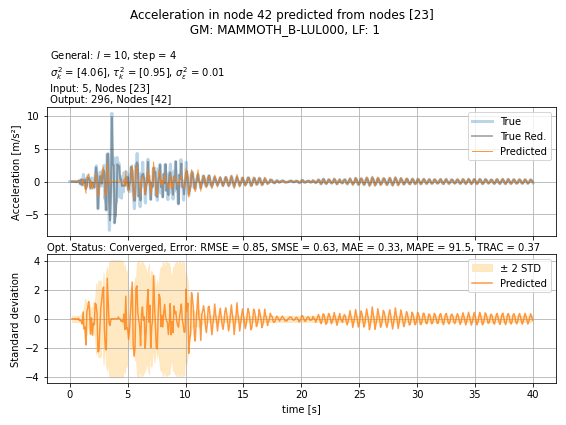 Acceleration in node 42 predicted from nodes [23]
GM: MAMMOTH_B-LUL000, LF: 1
General: l = 10, step = 4
σ²ₖ = [4.06], τ²ₖ = [0.95], σ²ε = 0.01
Input: 5, Nodes [23]
Output: 296, Nodes [42]
10
5
0
−5
Acceleration [m/s²]
True
True Red.
Predicted
Opt. Status: Converged, Error: RMSE = 0.85, SMSE = 0.63, MAE = 0.33, MAPE = 91.5, TRAC = 0.37
4
2
0
−2
−4
Standard deviation
± 2 STD
Predicted
0 5 10 15 20 25 30 35 40
time [s]